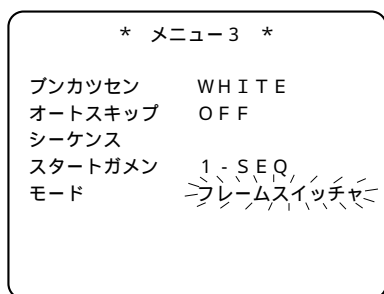 * メニュー3 *
ブンカツセン WHITE
オートスキップ OFF
シーケンス
スタートガメン 1-SEQ
モード フレームスイッチャ